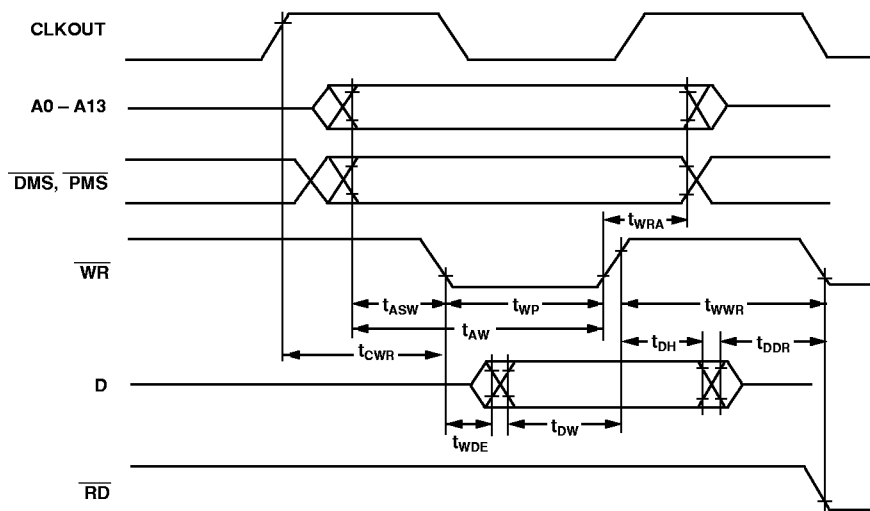 CLKOUT
A0 – A13
DMS, PMS
tWRA
WR
tASW
tWP
tWWR
tAW
tCWR
tDH
tDDR
D
tWDE
tDW
RD